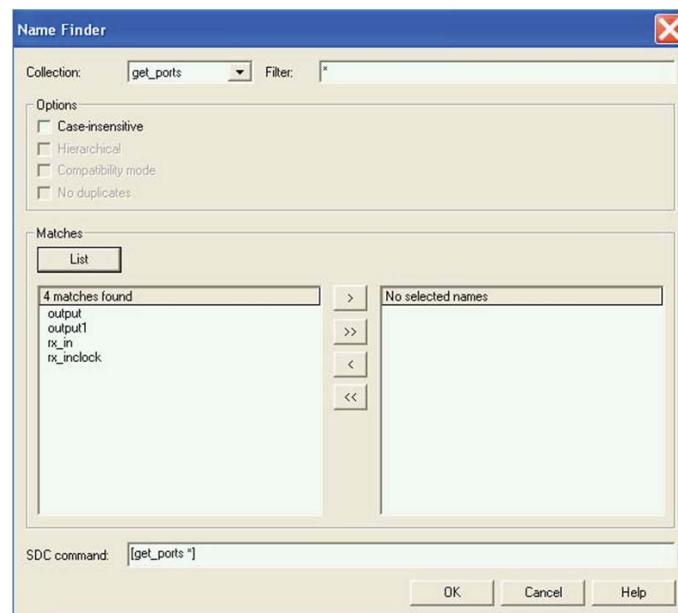 Name Finder
Collection: get_ports Filter: *
Options
Case-insensitive
Hierarchical
Compatibility mode
No duplicates
Matches
List
4 matches found
output
output1
rx_in
rx_inclock
>
>>
<
<<
No selected names
SDC command: [get_ports *]
OK Cancel Help